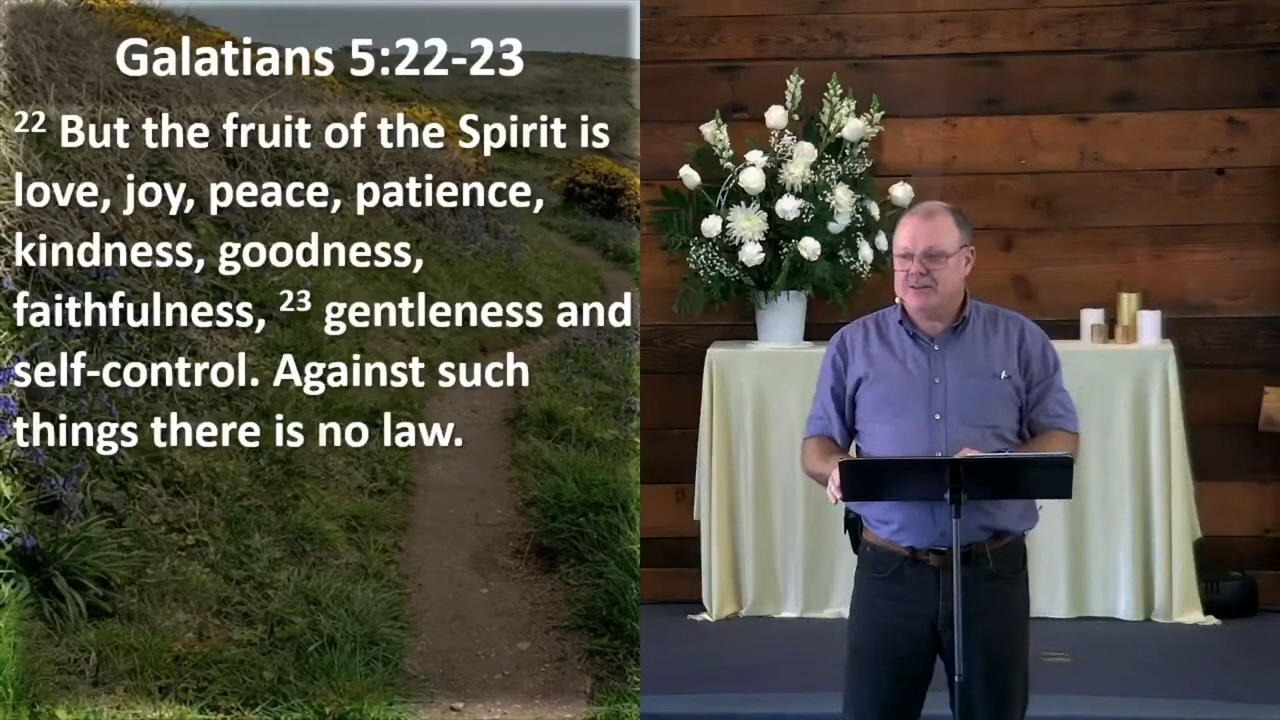 Galatians 5:22-23
22 But the fruit of the Spirit is
love, joy, peace, patience,
kindness, goodness,
faithfulness, 23 gentleness and
self-control. Against such
things there is no law.